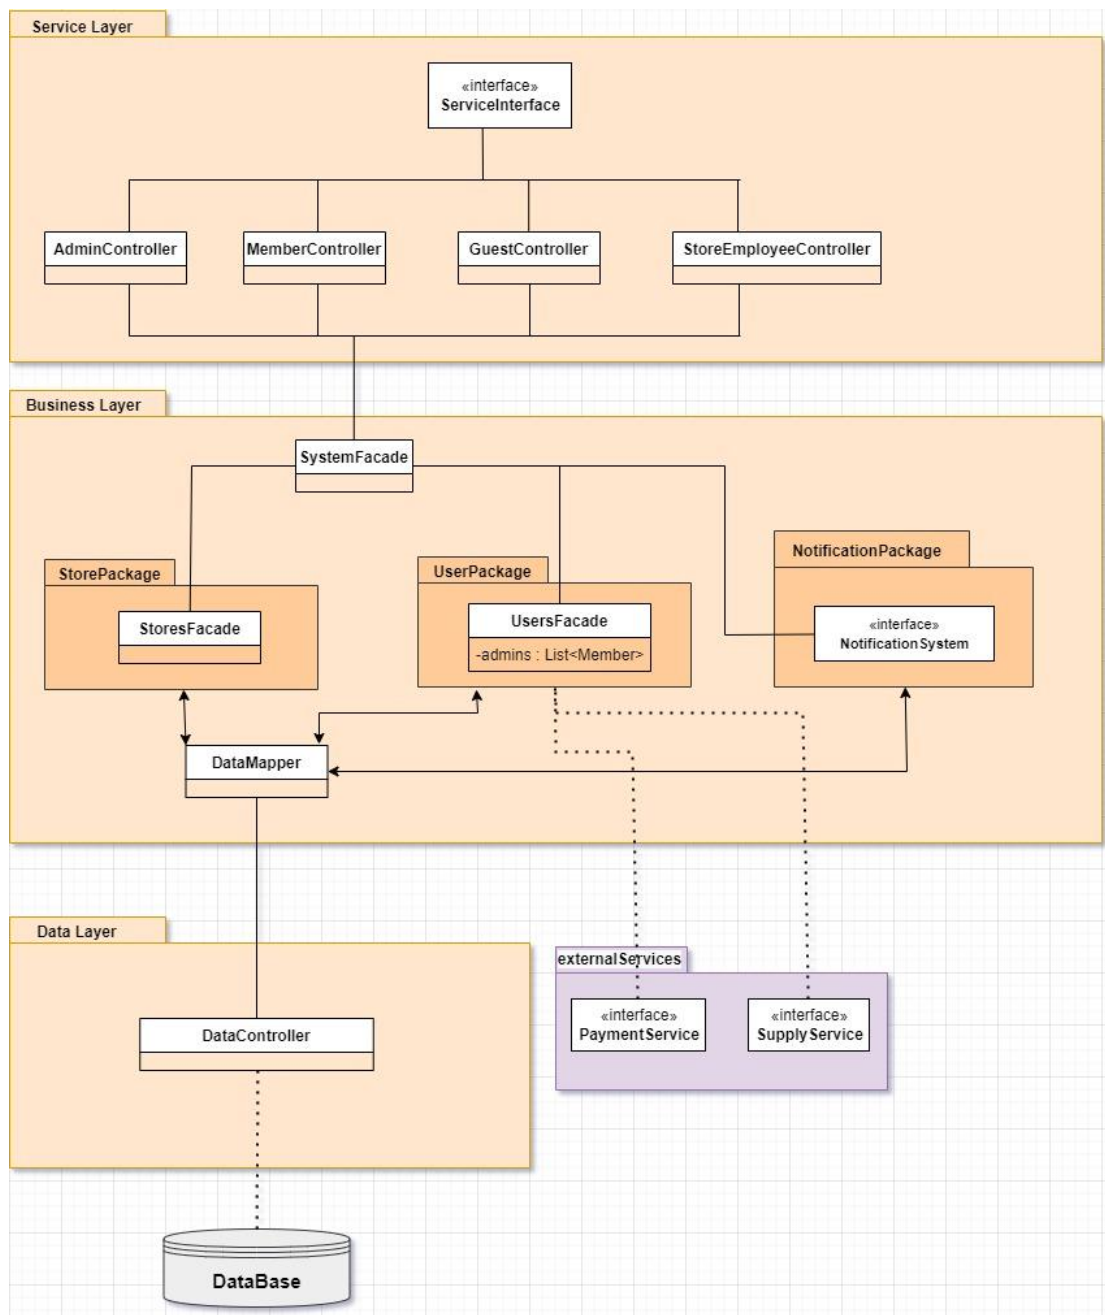 Service Layer
«interface»
ServiceInterface
AdminController
MemberController
GuestController
StoreEmployeeController
Business Layer
SystemFacade
StorePackage
StoresFacade
UserPackage
UsersFacade
-admins : List<Member>
NotificationPackage
«interface»
NotificationSystem
DataMapper
Data Layer
DataController
externalServices
«interface»
PaymentService
«interface»
SupplyService
DataBase